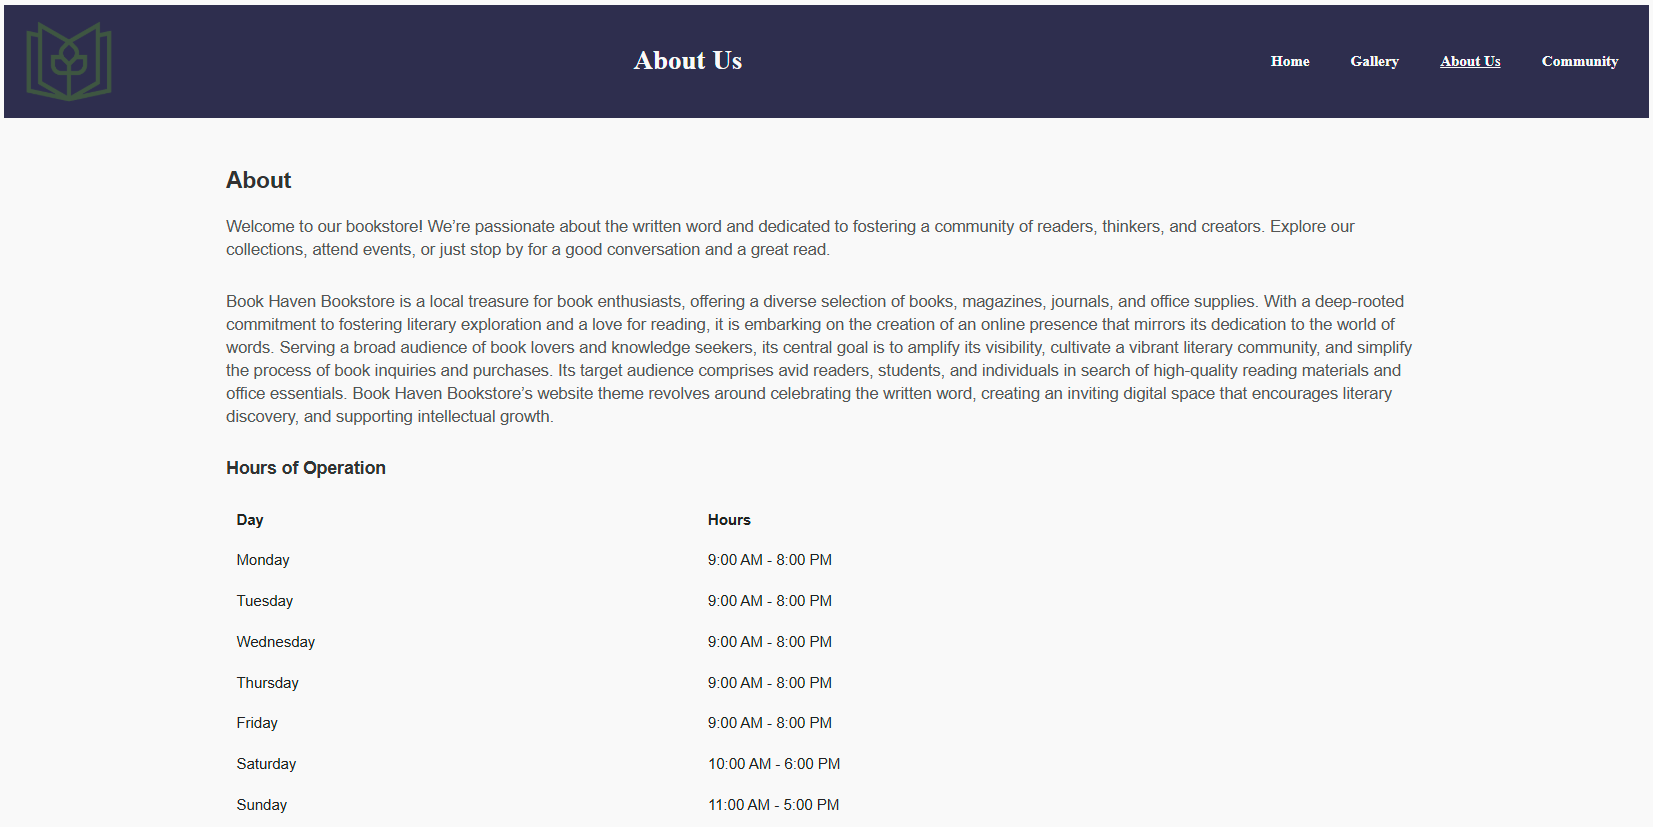 About Us
Home Gallery About Us Community
About
Welcome to our bookstore! We’re passionate about the written word and dedicated to fostering a community of readers, thinkers, and creators. Explore our
collections, attend events, or just stop by for a good conversation and a great read.
Book Haven Bookstore is a local treasure for book enthusiasts, offering a diverse selection of books, magazines, journals, and office supplies. With a deep-rooted
commitment to fostering literary exploration and a love for reading, it is embarking on the creation of an online presence that mirrors its dedication to the world of
words. Serving a broad audience of book lovers and knowledge seekers, its central goal is to amplify its visibility, cultivate a vibrant literary community, and simplify
the process of book inquiries and purchases. Its target audience comprises avid readers, students, and individuals in search of high-quality reading materials and
office essentials. Book Haven Bookstore’s website theme revolves around celebrating the written word, creating an inviting digital space that encourages literary
discovery, and supporting intellectual growth.
Hours of Operation
Day Hours
Monday 9:00 AM - 8:00 PM
Tuesday 9:00 AM - 8:00 PM
Wednesday 9:00 AM - 8:00 PM
Thursday 9:00 AM - 8:00 PM
Friday 9:00 AM - 8:00 PM
Saturday 10:00 AM - 6:00 PM
Sunday 11:00 AM - 5:00 PM